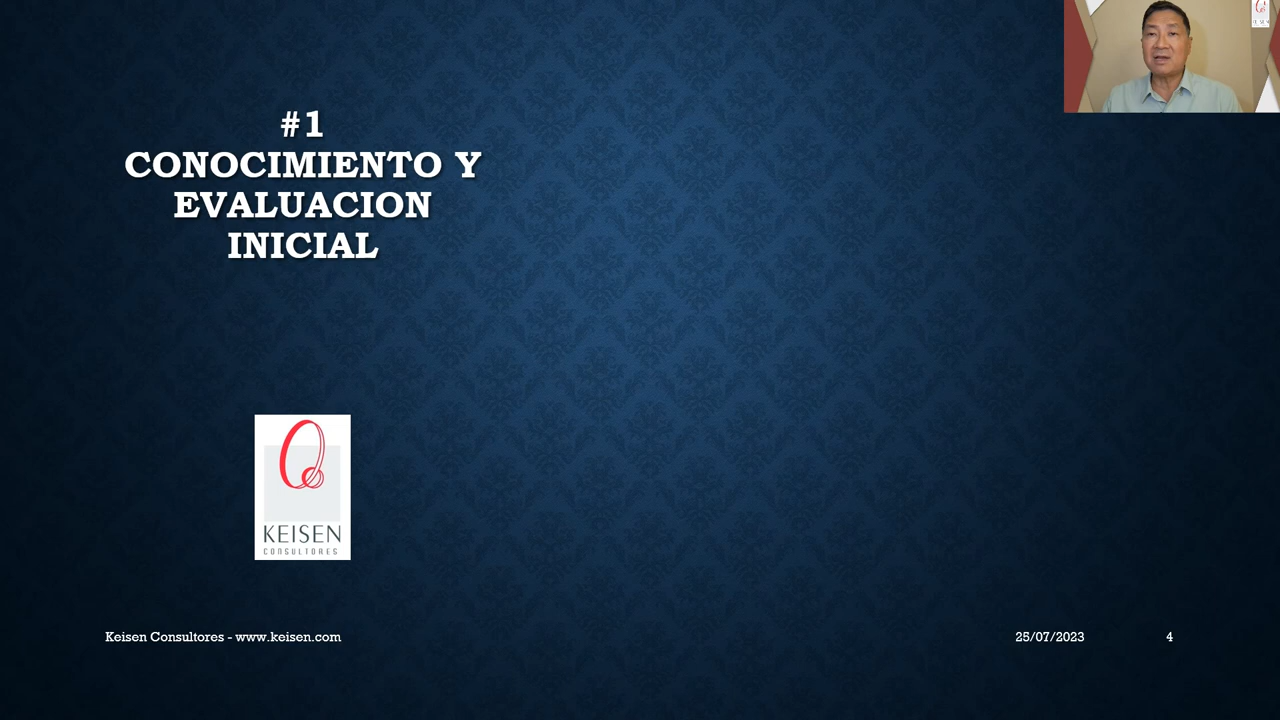 #1
CONOCIMIENTO Y
EVALUACION
INICIAL
KEISEN
CONSULTORES
Keisen Consultores - www.keisen.com
25/07/2023
4